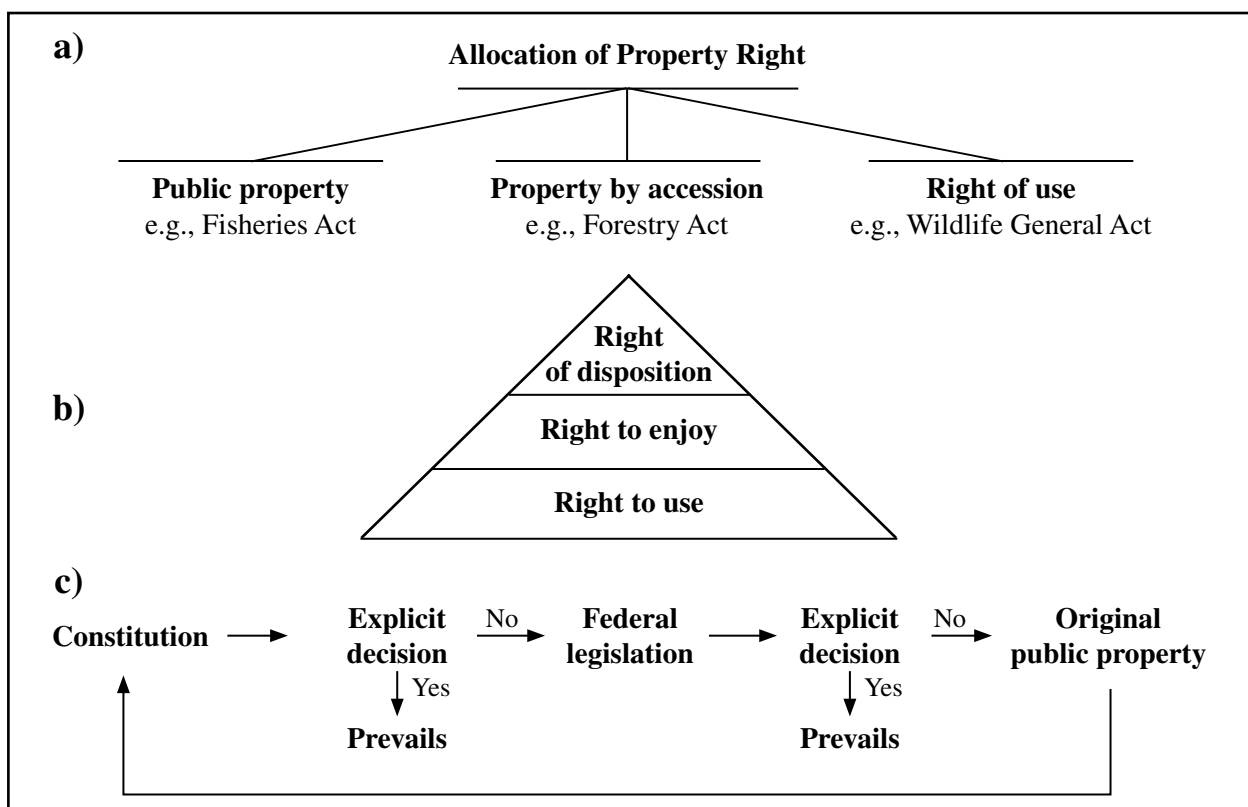 a)
Allocation of Property Right
Public property
e.g., Fisheries Act
Property by accession
e.g., Forestry Act
Right of use
e.g., Wildlife General Act
b)
Right
of disposition
Right to enjoy
Right to use
c)
Constitution
Explicit
decision
No
Federal
legislation
Explicit
decision
No
Original
public property
Yes
Prevails
Yes
Prevails